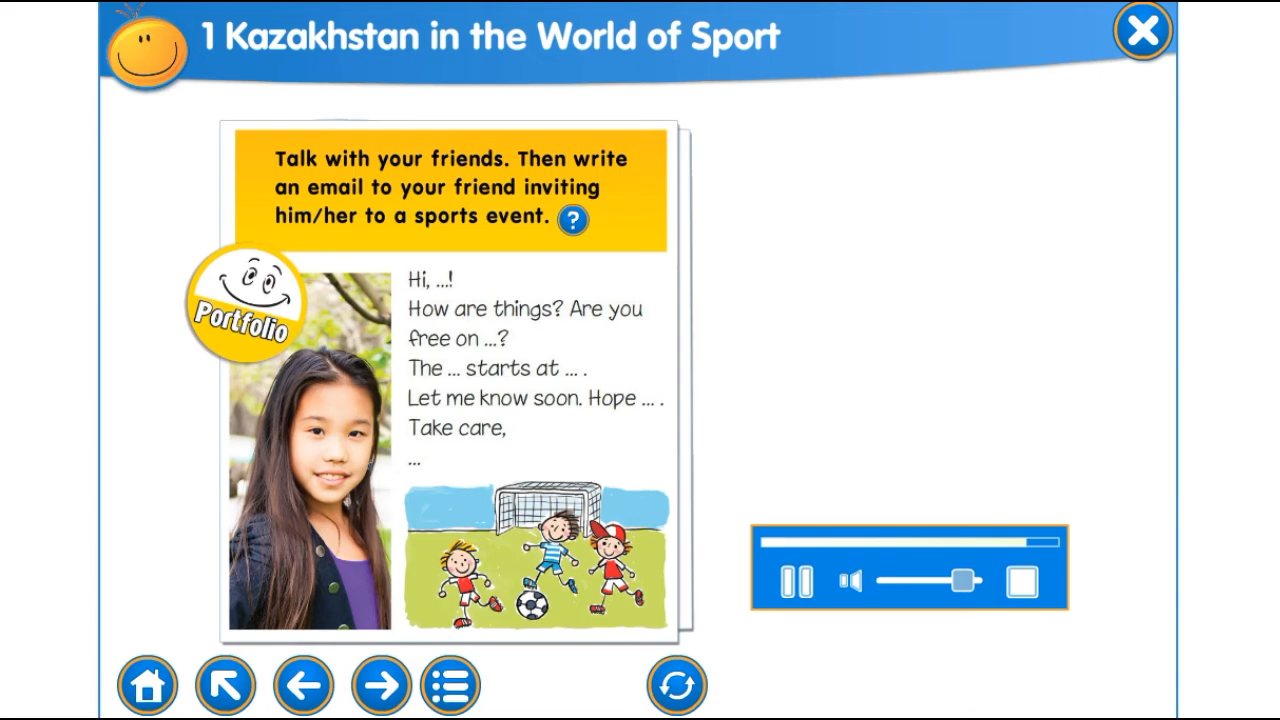 1 Kazakhstan in the World of Sport
Talk with your friends. Then write
an email to your friend inviting
him/her to a sports event. ?
Portfolio
Hi, ...!
How are things? Are you
free on ...?
The ... starts at ... .
Let me know soon. Hope ... .
Take care,
...